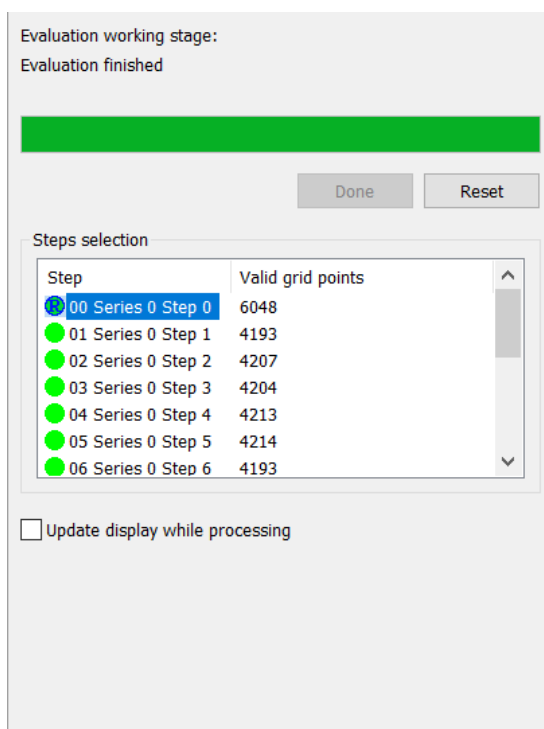 Evaluation working stage:
Evaluation finished
Done Reset
Steps selection
Step Valid grid points
® 00 Series 0 Step 0 6048
01 Series 0 Step 1 4193
02 Series 0 Step 2 4207
03 Series 0 Step 3 4204
04 Series 0 Step 4 4213
05 Series 0 Step 5 4214
06 Series 0 Step 6 4193
Update display while processing